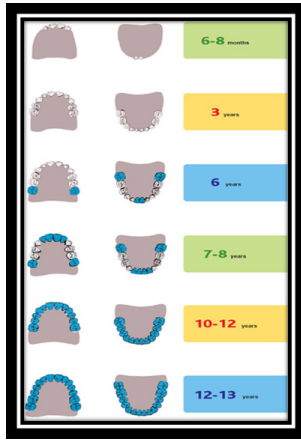 6-8 months
3 years
6 years
7-8 years
10-12 years
12-13 years